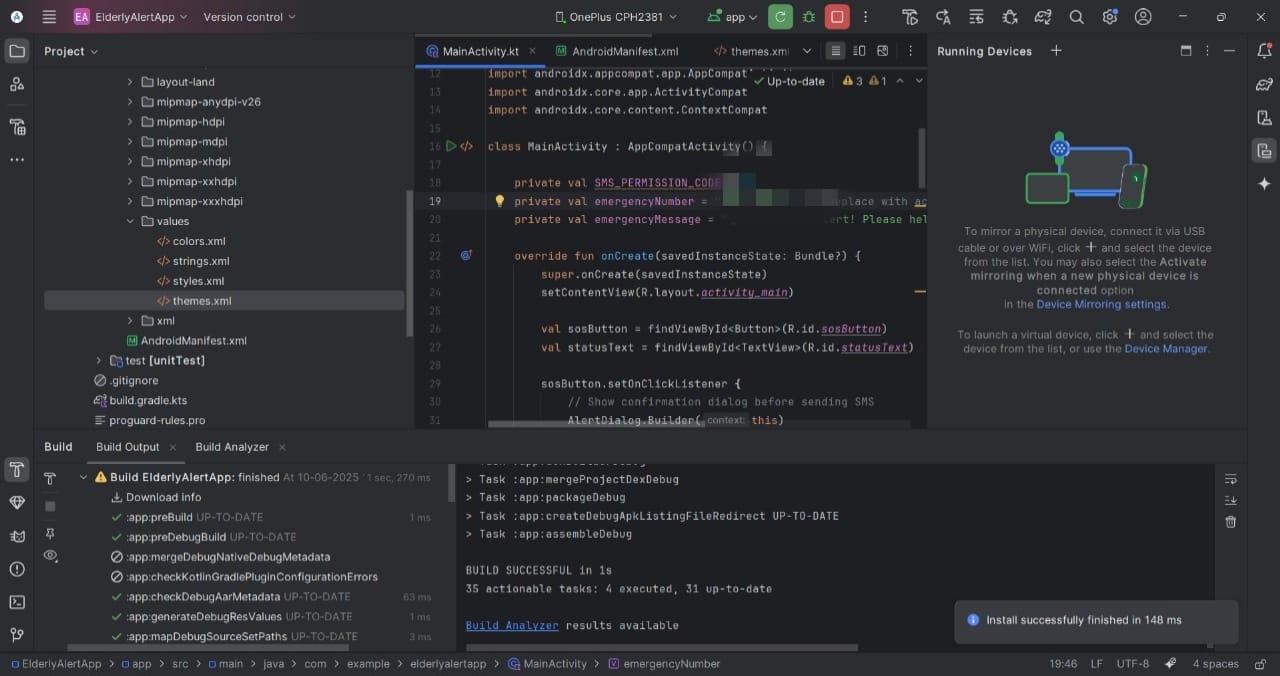 EA ElderlyAlertApp Version control OnePlus CPH2381 app
Project
layout-land
mipmap-anydpi-v26
mipmap-hdpi
mipmap-mdpi
mipmap-xhdpi
mipmap-xxhdpi
mipmap-xxxhdpi
values
colors.xml
strings.xml
styles.xml
themes.xml
xml
AndroidManifest.xml
test [unitTest]
.gitignore
build.gradle.kts
proguard-rules.pro
MainActivity.kt AndroidManifest.xml themes.xml
Up-to-date 3 1
12 import androidx.appcompat.app.AppCompat
13 import androidx.core.app.ActivityCompat
14 import androidx.core.content.ContextCompat
15
16 class MainActivity : AppCompatActivity() {
17
18 private val SMS_PERMISSION_CODE
19 private val emergencyNumber = place with ac
20 private val emergencyMessage = " ert! Please hel
21
22 override fun onCreate(savedInstanceState: Bundle?) {
23 super.onCreate(savedInstanceState)
24 setContentView(R.layout.activity_main)
25
26 val sosButton = findViewById<Button>(R.id.sosButton)
27 val statusText = findViewById<TextView>(R.id.statusText)
28
29 sosButton.setOnClickListener {
30 // Show confirmation dialog before sending SMS
31 AlertDialog.Builder( context: this)
Running Devices
To mirror a physical device, connect it via USB
cable or over WiFi, click + and select the device
from the list. You may also select the Activate
mirroring when a new physical device is
connected option
in the Device Mirroring settings.
To launch a virtual device, click + and select the
device from the list, or use the Device Manager.
Build Build Output Build Analyzer
Build ElderlyAlertApp: finished At 10-06-2025 1 sec, 270 ms
Download info
:app:preBuild UP-TO-DATE 1 ms
:app:preDebugBuild UP-TO-DATE
:app:mergeDebugNativeDebugMetadata
:app:checkKotlinGradlePluginConfigurationErrors
:app:checkDebugAarMetadata UP-TO-DATE 63 ms
:app:generateDebugResValues UP-TO-DATE 1 ms
:app:mapDebugSourceSetPaths UP-TO-DATE 3 ms
> Task :app:mergeProjectDexDebug
> Task :app:packageDebug
> Task :app:createDebugApkListingFileRedirect UP-TO-DATE
> Task :app:assembleDebug
BUILD SUCCESSFUL in 1s
35 actionable tasks: 4 executed, 31 up-to-date
Build Analyzer results available
Install successfully finished in 148 ms
ElderlyAlertApp > app > src > main > java > com > example > elderlyalertapp > MainActivity > emergencyNumber 19:46 LF UTF-8 4 spaces